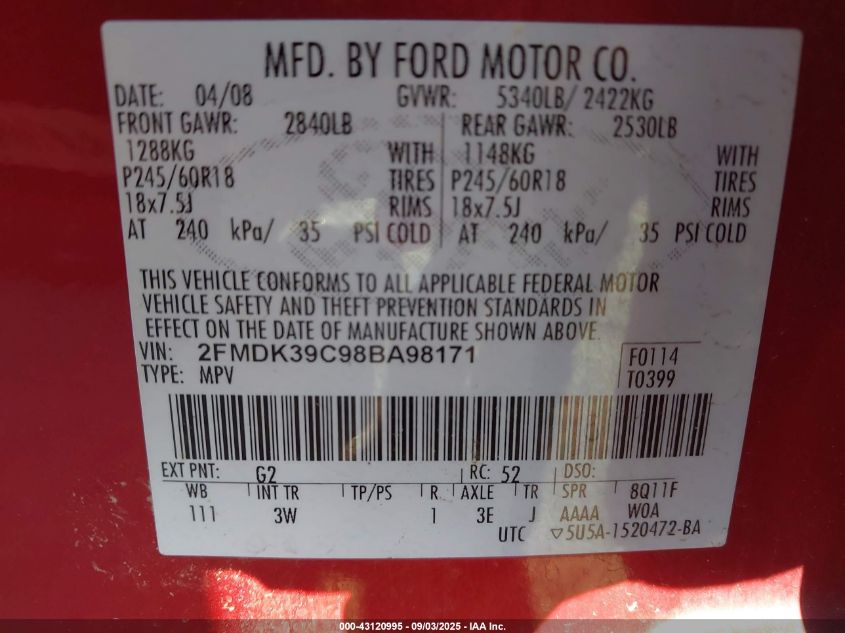 MFD. BY FORD MOTOR CO.
DATE: 04/08 GVWR: 5340LB/ 2422KG
FRONT GAWR: 2840LB REAR GAWR: 2530LB
1288KG WITH 1148KG WITH
P245/60R18 TIRES P245/60R18 TIRES
18x7.5J RIMS 18x7.5J RIMS
AT 240 kPa/ 35 PSI COLD AT 240 kPa/ 35 PSI COLD
THIS VEHICLE CONFORMS TO ALL APPLICABLE FEDERAL MOTOR
VEHICLE SAFETY AND THEFT PREVENTION STANDARDS IN
EFFECT ON THE DATE OF MANUFACTURE SHOWN ABOVE.
VIN: 2FMDK39C98BA98171 F0114
TYPE: MPV T0399
EXT PNT: G2 RC: 52 DSO:
WB INT TR TP/PS R AXLE TR SPR 8Q11F
111 3W 1 3E J AAAA W0A
UTC ▽5U5A-1520472-BA
000-43120995 - 09/03/2025 - IAA Inc.